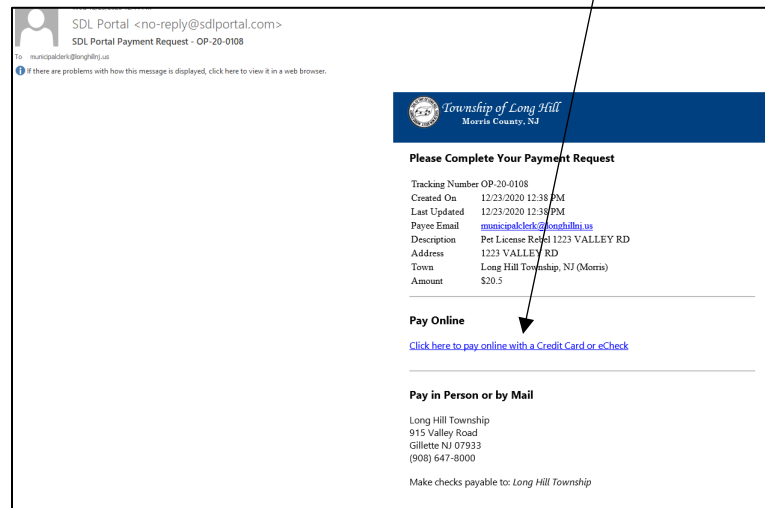 SDL Portal <no-reply@sdlportal.com>
SDL Portal Payment Request - OP-20-0108
To municipalclerk@longhillnj.us
If there are problems with how this message is displayed, click here to view it in a web browser.
Township of Long Hill
Morris County, NJ
Please Complete Your Payment Request
Tracking Number OP-20-0108
Created On 12/23/2020 12:38 PM
Last Updated 12/23/2020 12:38 PM
Payee Email municipalclerk@longhillnj.us
Description Pet License Rebel 1223 VALLEY RD
Address 1223 VALLEY RD
Town Long Hill Township, NJ (Morris)
Amount $20.5
Pay Online
Click here to pay online with a Credit Card or eCheck
Pay in Person or by Mail
Long Hill Township
915 Valley Road
Gillette NJ 07933
(908) 647-8000
Make checks payable to: Long Hill Township